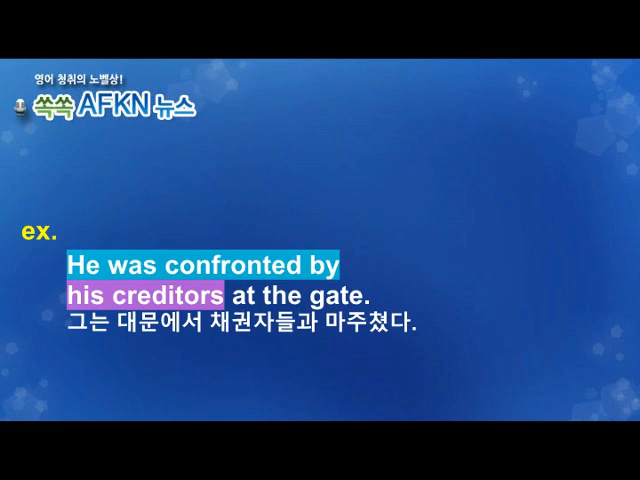 영어 청취의 노벨상!
쏙쏙 AFKN 뉴스
ex.
He was confronted by
his creditors at the gate.
그는 대문에서 채권자들과 마주쳤다.